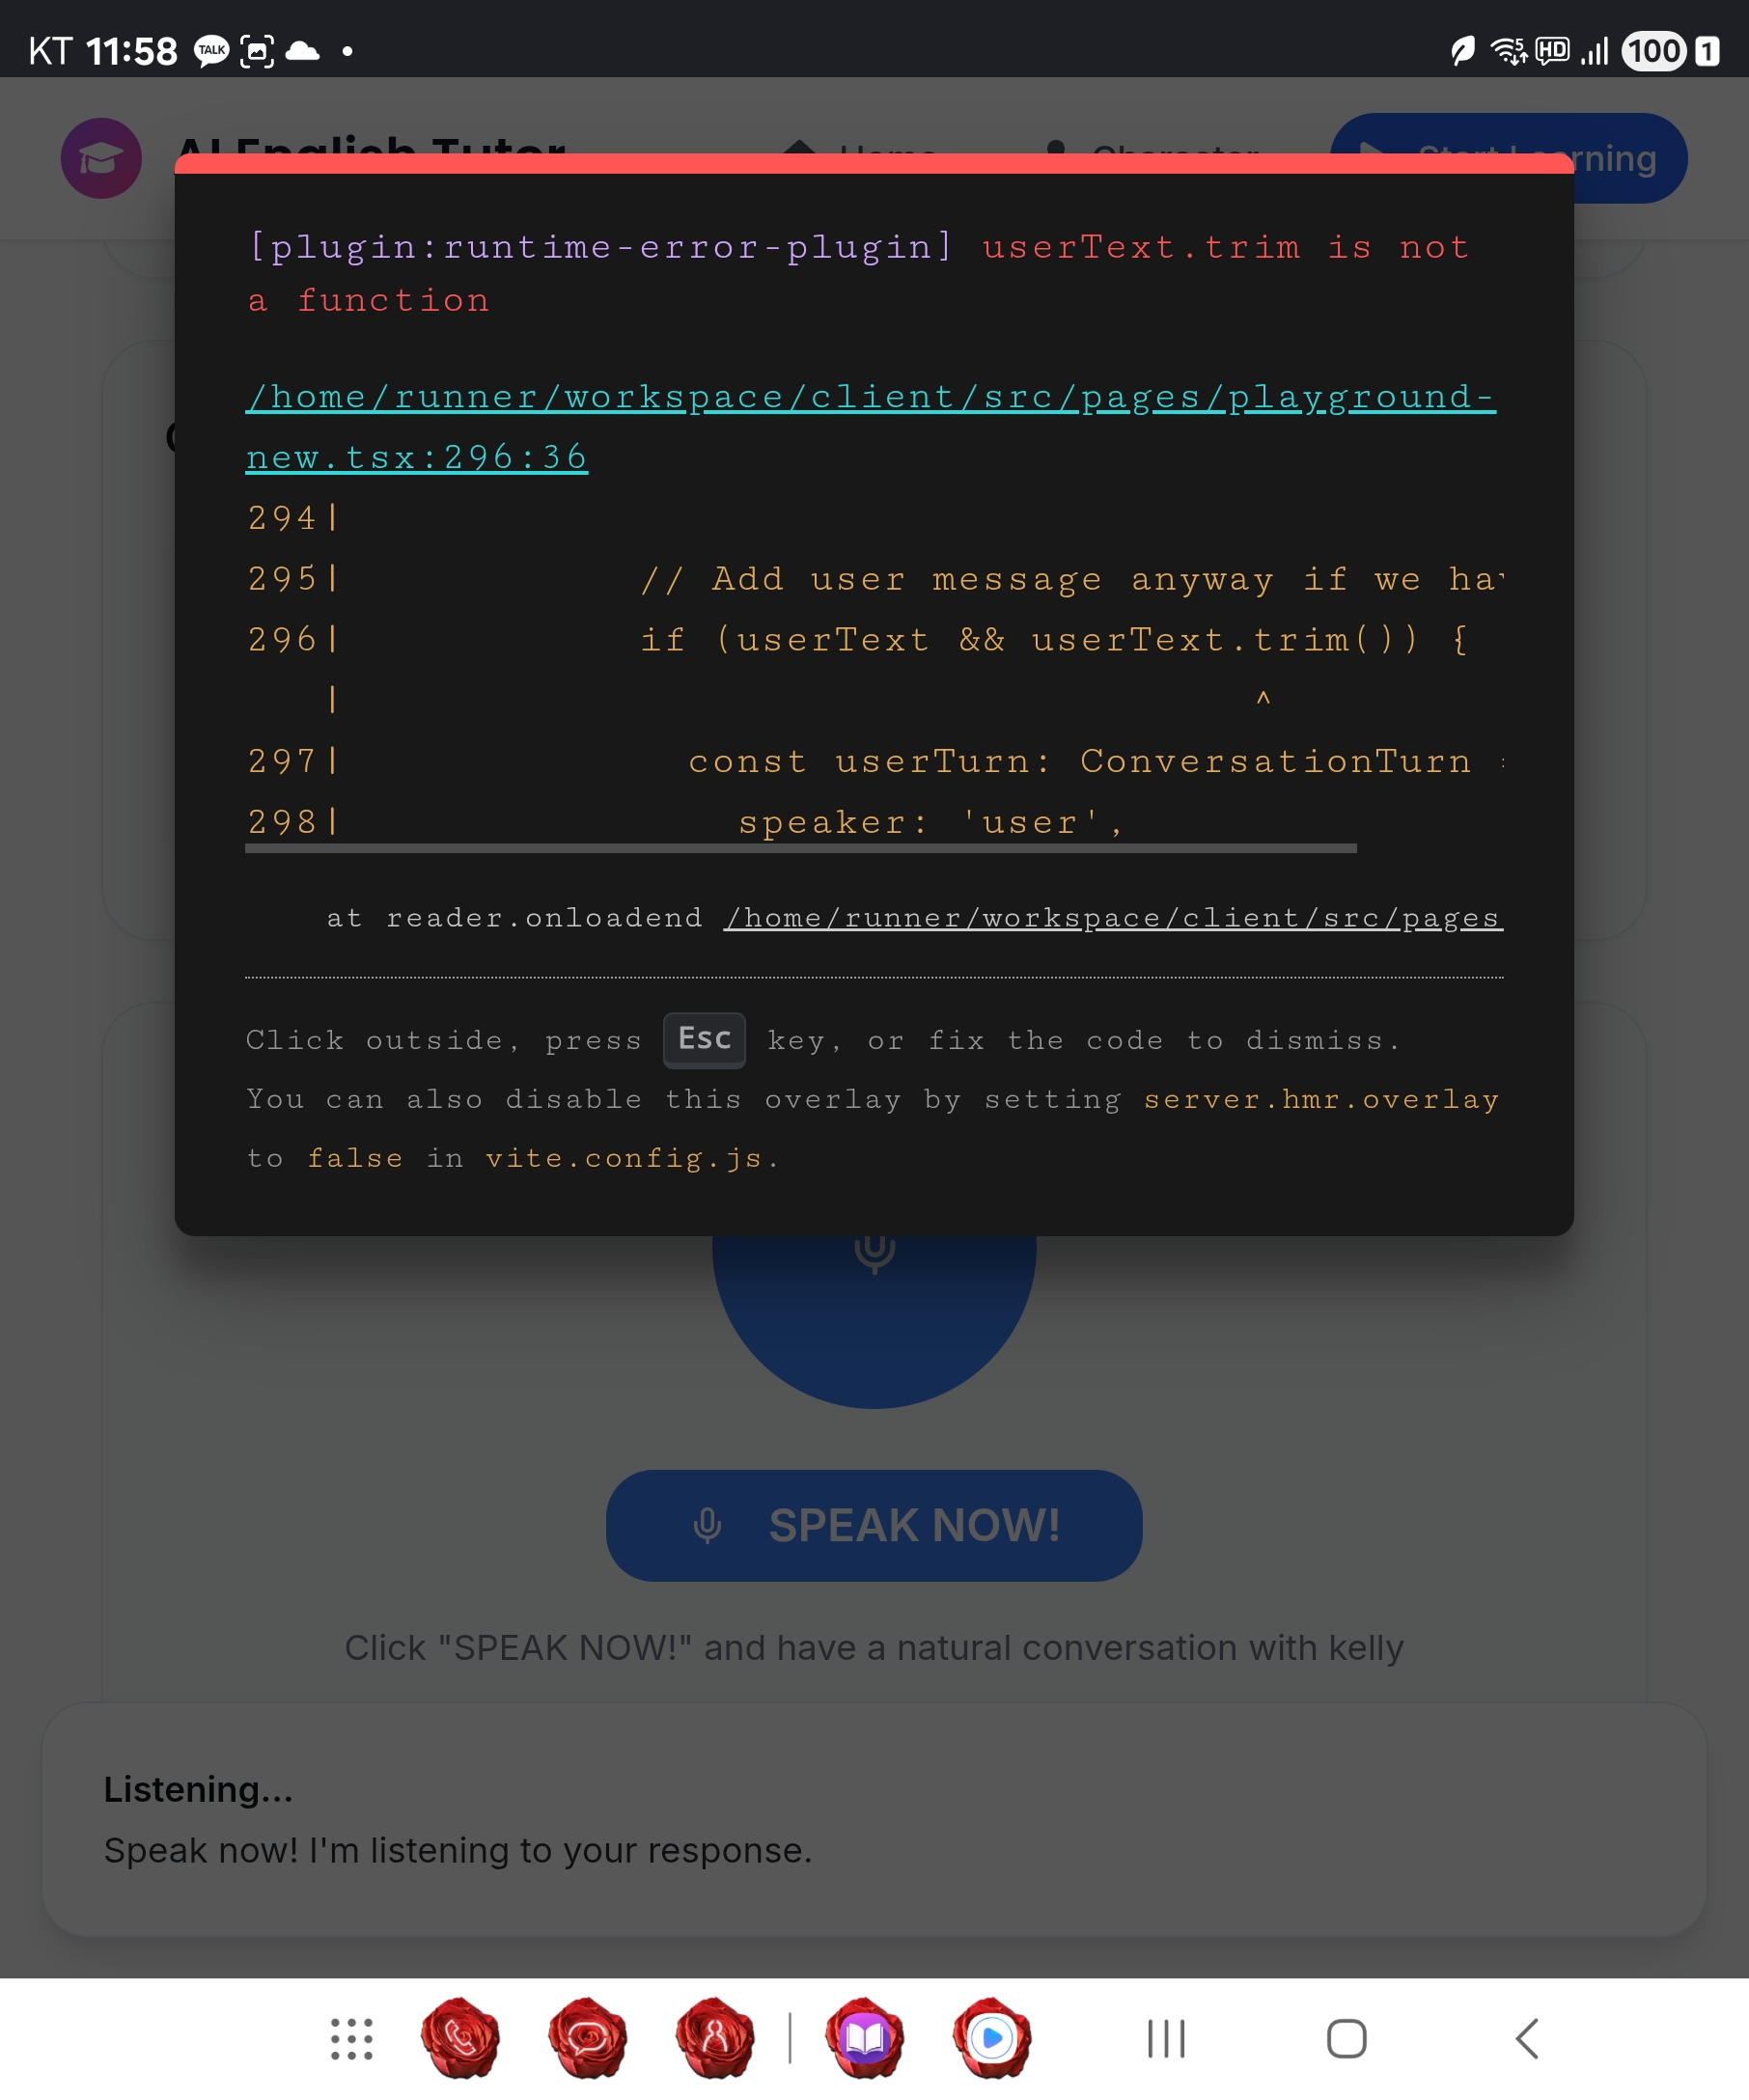 KT 11:58 TALK 5 HD 100 1
AI English Tutor Home Character Start Learning
[plugin:runtime-error-plugin] userText.trim is not
a function
/home/runner/workspace/client/src/pages/playground-
new.tsx:296:36
294|
295| // Add user message anyway if we hav
296| if (userText && userText.trim()) {
| ^
297| const userTurn: ConversationTurn =
298| speaker: 'user',
at reader.onloadend /home/runner/workspace/client/src/pages
Click outside, press Esc key, or fix the code to dismiss.
You can also disable this overlay by setting server.hmr.overlay
to false in vite.config.js.
SPEAK NOW!
Click "SPEAK NOW!" and have a natural conversation with kelly
Listening...
Speak now! I'm listening to your response.